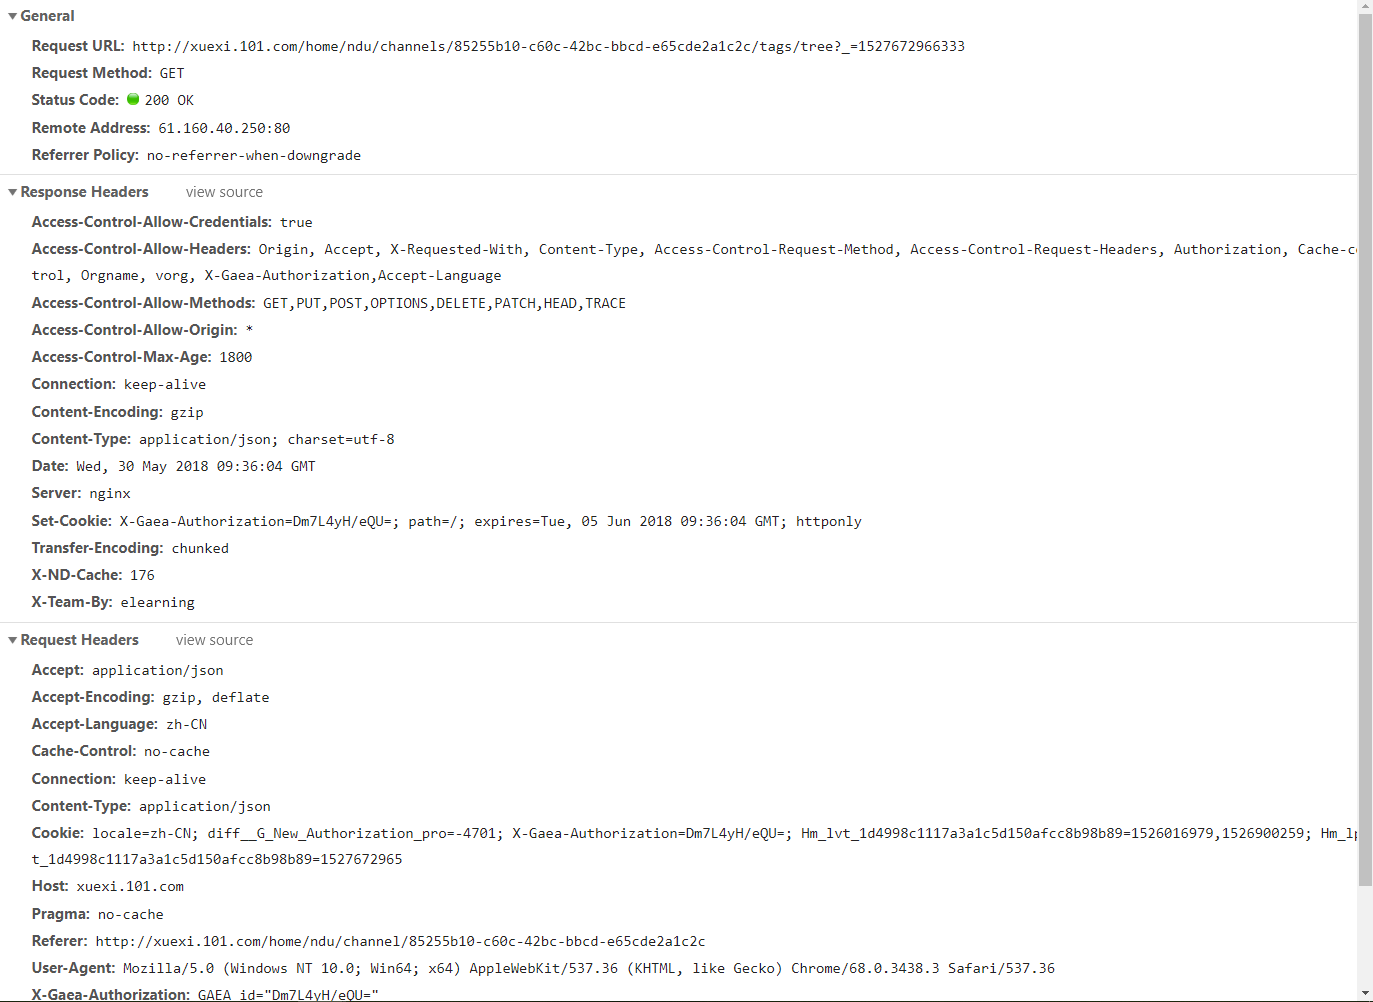 General
Request URL: http://xuexi.101.com/home/ndu/channels/85255b10-c60c-42bc-bbcd-e65cde2a1c2c/tags/tree?_=1527672966333
Request Method: GET
Status Code: 200 OK
Remote Address: 61.160.40.250:80
Referrer Policy: no-referrer-when-downgrade
Response Headers view source
Access-Control-Allow-Credentials: true
Access-Control-Allow-Headers: Origin, Accept, X-Requested-With, Content-Type, Access-Control-Request-Method, Access-Control-Request-Headers, Authorization, Cache-co
trol, Orgname, vorg, X-Gaea-Authorization,Accept-Language
Access-Control-Allow-Methods: GET,PUT,POST,OPTIONS,DELETE,PATCH,HEAD,TRACE
Access-Control-Allow-Origin: *
Access-Control-Max-Age: 1800
Connection: keep-alive
Content-Encoding: gzip
Content-Type: application/json; charset=utf-8
Date: Wed, 30 May 2018 09:36:04 GMT
Server: nginx
Set-Cookie: X-Gaea-Authorization=Dm7L4yH/eQU=; path=/; expires=Tue, 05 Jun 2018 09:36:04 GMT; httponly
Transfer-Encoding: chunked
X-ND-Cache: 176
X-Team-By: elearning
Request Headers view source
Accept: application/json
Accept-Encoding: gzip, deflate
Accept-Language: zh-CN
Cache-Control: no-cache
Connection: keep-alive
Content-Type: application/json
Cookie: locale=zh-CN; diff__G_New_Authorization_pro=-4701; X-Gaea-Authorization=Dm7L4yH/eQU=; Hm_lvt_1d4998c1117a3a1c5d150afcc8b98b89=1526016979,1526900259; Hm_lp
t_1d4998c1117a3a1c5d150afcc8b98b89=1527672965
Host: xuexi.101.com
Pragma: no-cache
Referer: http://xuexi.101.com/home/ndu/channel/85255b10-c60c-42bc-bbcd-e65cde2a1c2c
User-Agent: Mozilla/5.0 (Windows NT 10.0; Win64; x64) AppleWebKit/537.36 (KHTML, like Gecko) Chrome/68.0.3438.3 Safari/537.36
X-Gaea-Authorization: GAEA id="Dm7L4yH/eQU="